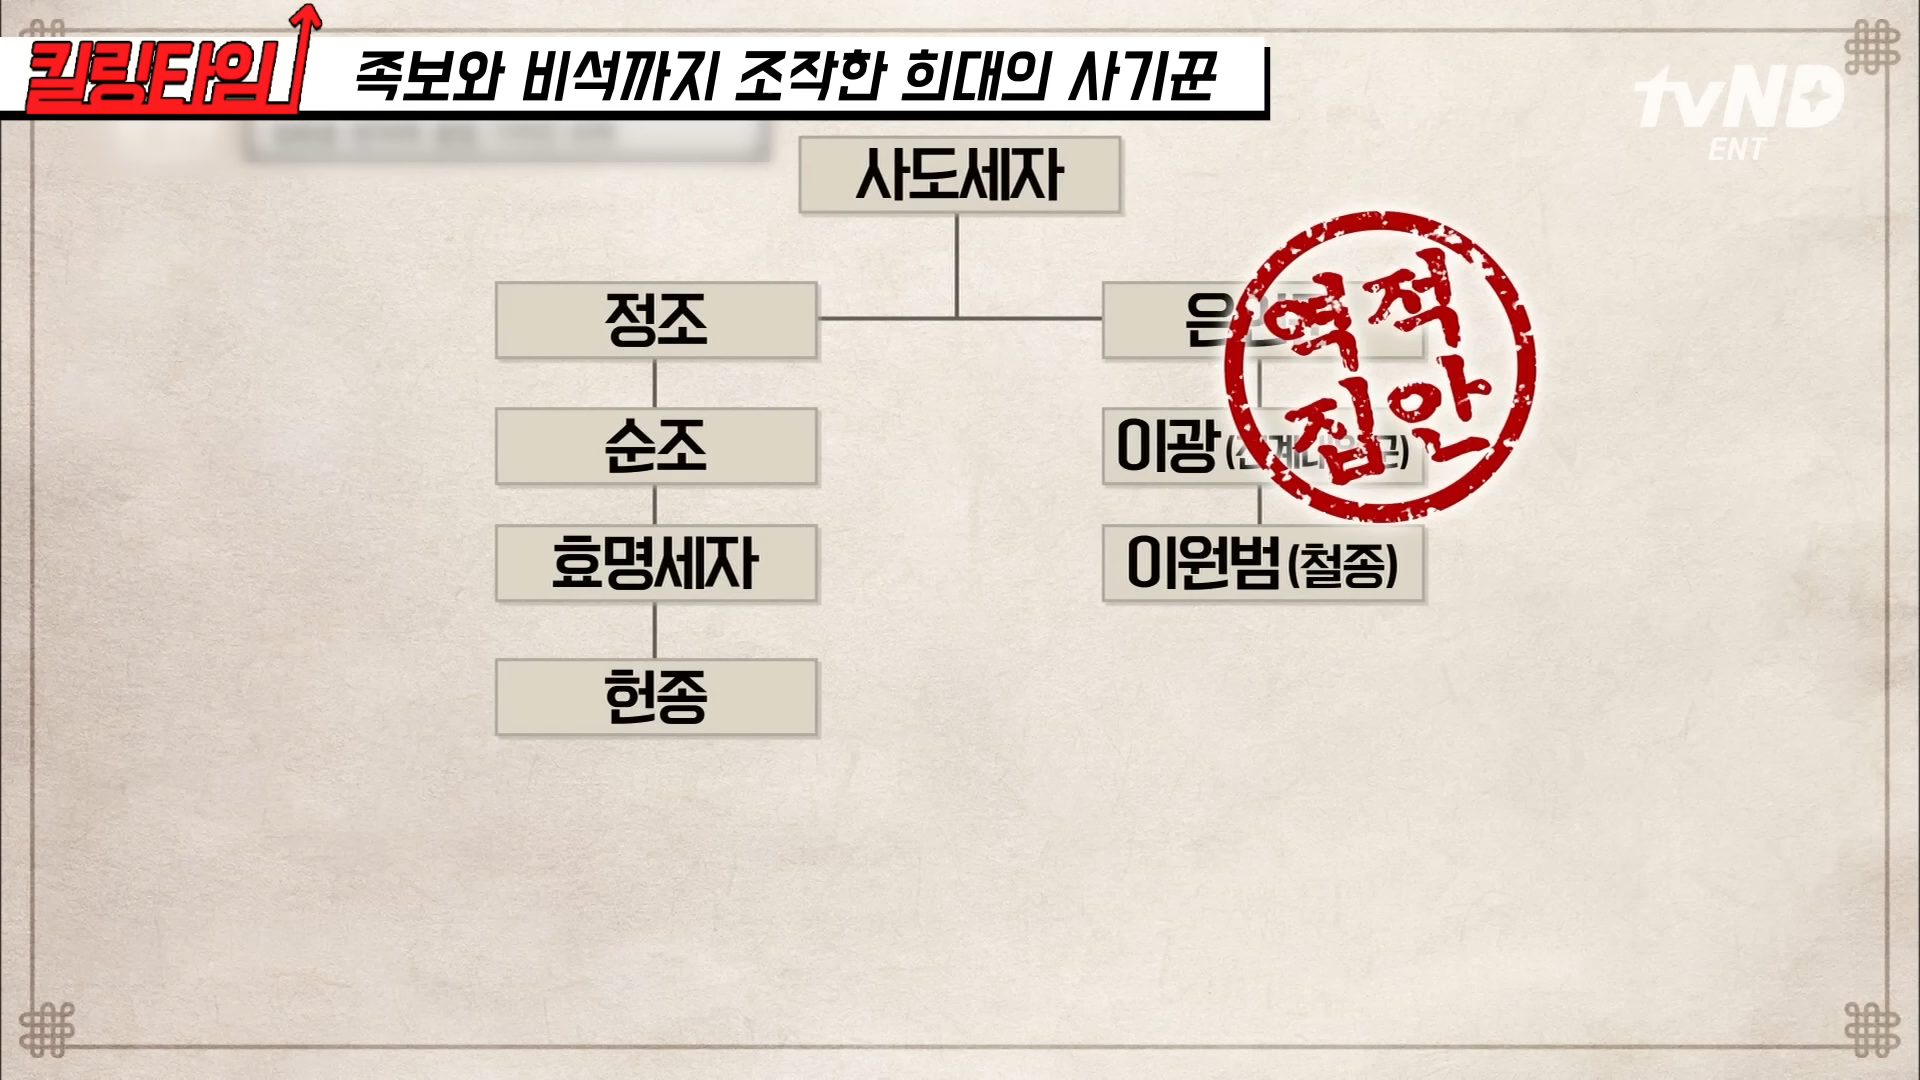 킬링타임
족보와 비석까지 조작한 희대의 사기꾼
tvND
ENT
사도세자
정조
역적
집안
순조
이광
효명세자
이원범 (철종)
헌종